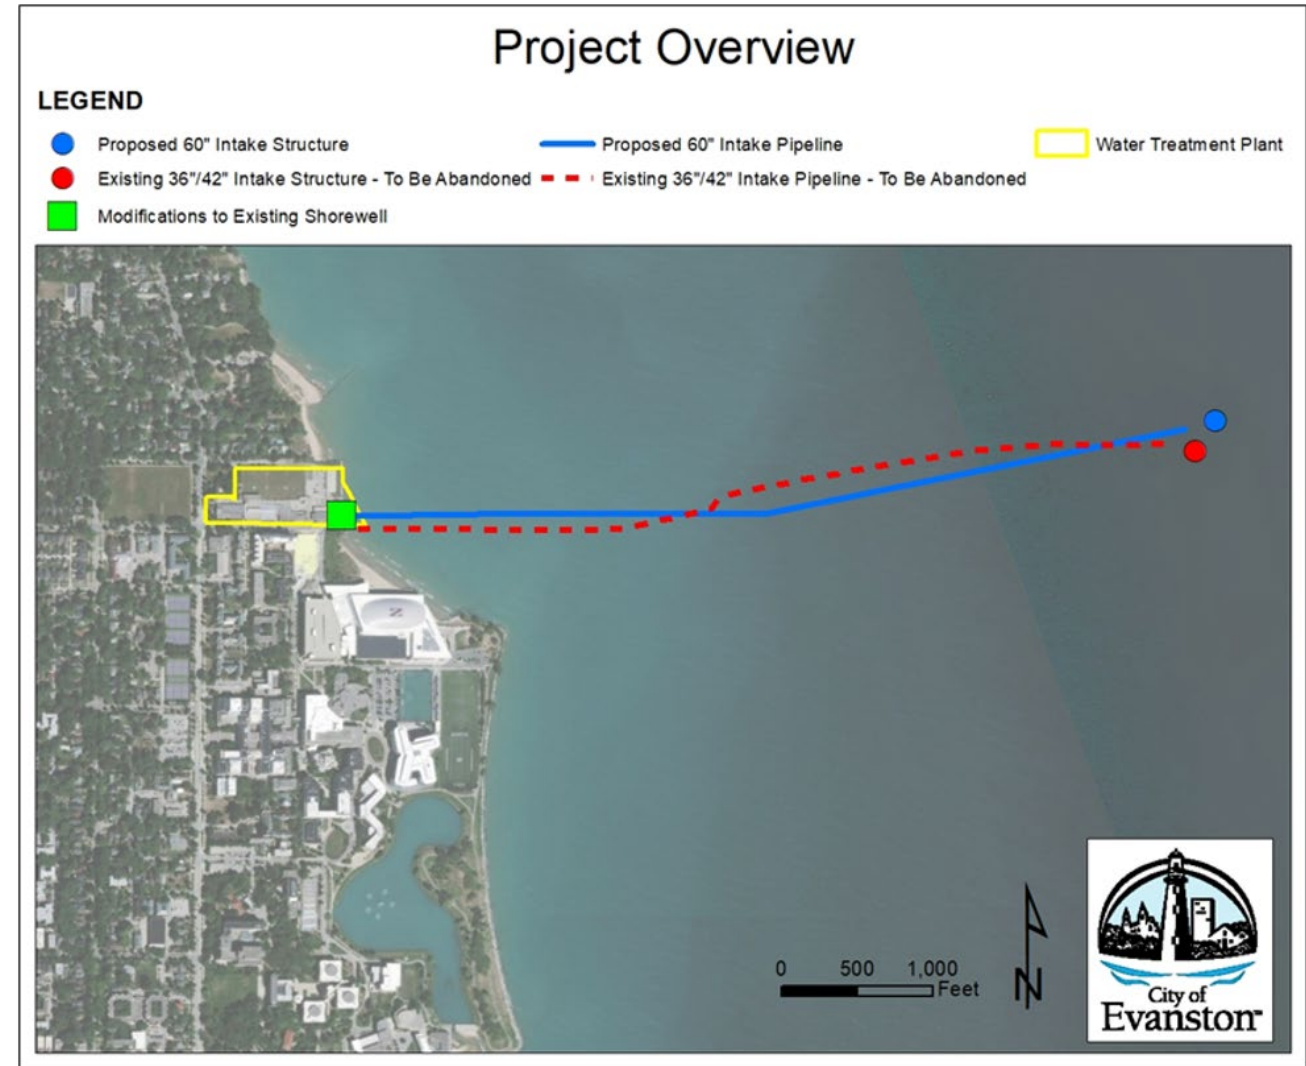 Project Overview
LEGEND
Proposed 60" Intake Structure
Proposed 60" Intake Pipeline
Water Treatment Plant
Existing 36"/42" Intake Structure - To Be Abandoned
Existing 36"/42" Intake Pipeline - To Be Abandoned
Modifications to Existing Shorewell
N
0 500 1,000
Feet
N
City of
Evanston